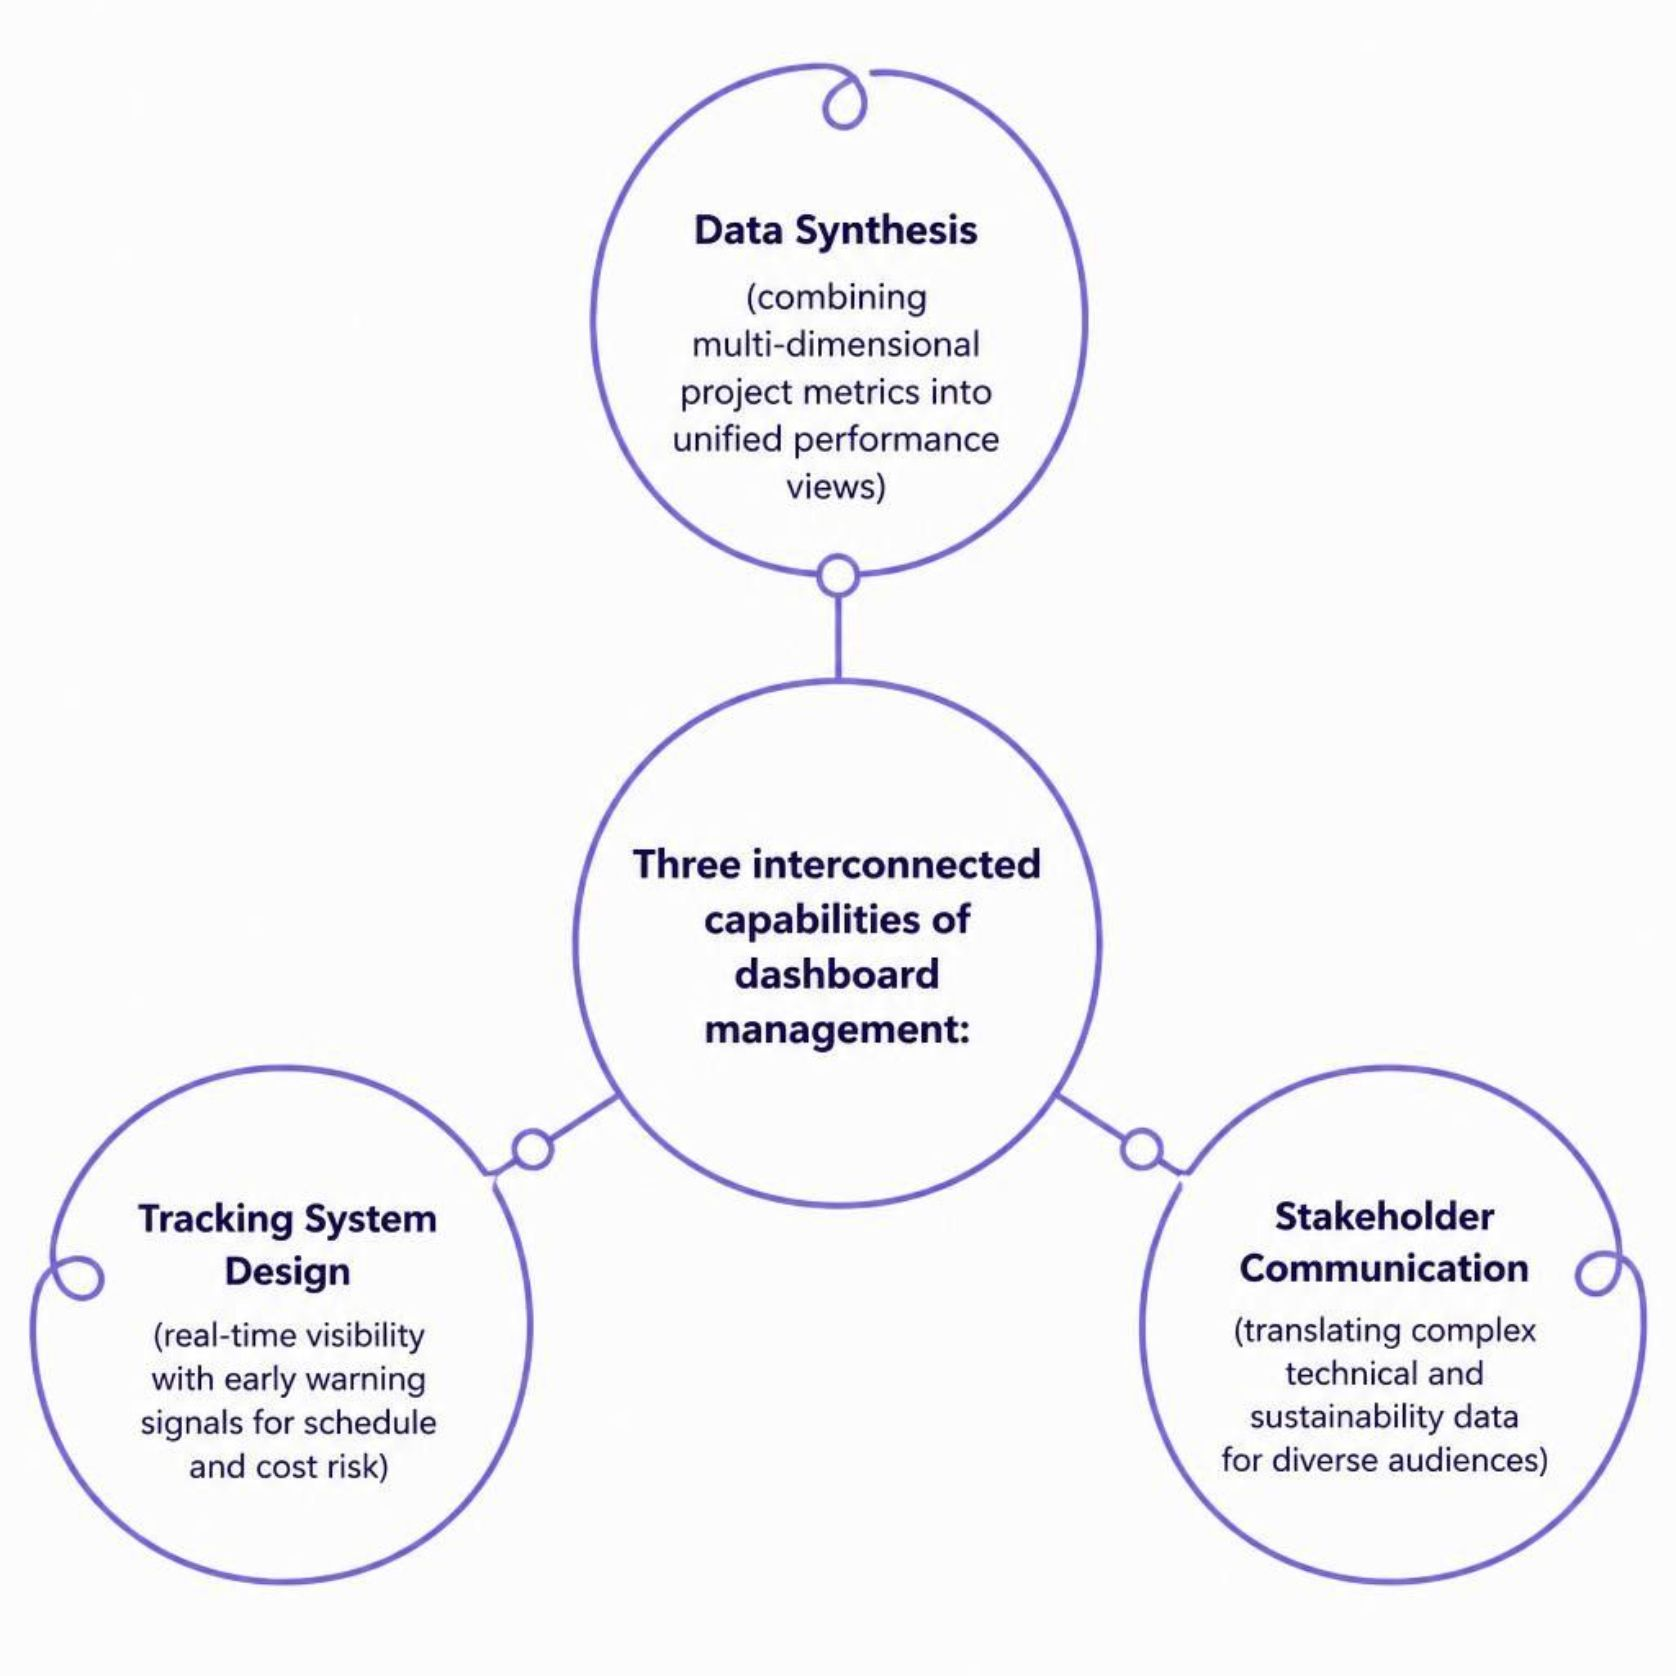 Data Synthesis
(combining
multi-dimensional
project metrics into
unified performance
views)
Three interconnected
capabilities of
dashboard
management:
Tracking System
Design
(real-time visibility
with early warning
signals for schedule
and cost risk)
Stakeholder
Communication
(translating complex
technical and
sustainability data
for diverse audiences)